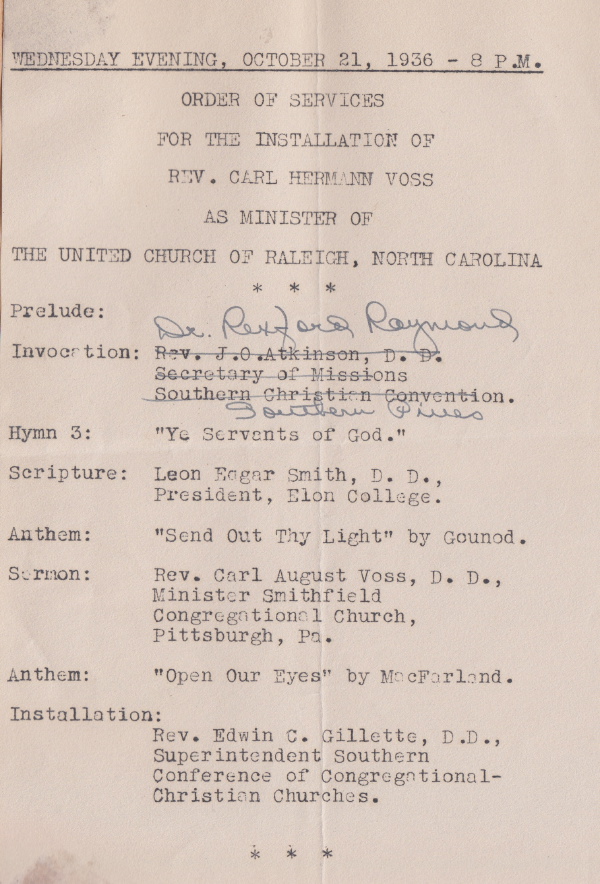 WEDNESDAY EVENING, OCTOBER 21, 1936 - 8 P.M.
ORDER OF SERVICES
FOR THE INSTALLATION OF
REV. CARL HERMANN VOSS
AS MINISTER OF
THE UNITED CHURCH OF RALEIGH, NORTH CAROLINA
* * *
Prelude:
Dr. Rexford Raymond
Invocation: Rev. J.O.Atkinson, D. D.
Secretary of Missions
Southern Christian Convention.
Southern Pines
Hymn 3: "Ye Servants of God."
Scripture: Leon Edgar Smith, D. D.,
President, Elon College.
Anthem: "Send Out Thy Light" by Gounod.
Sermon: Rev. Carl August Voss, D. D.,
Minister Smithfield
Congregational Church,
Pittsburgh, Pa.
Anthem: "Open Our Eyes" by MacFarland.
Installation:
Rev. Edwin C. Gillette, D.D.,
Superintendent Southern
Conference of Congregational-
Christian Churches.
* * *